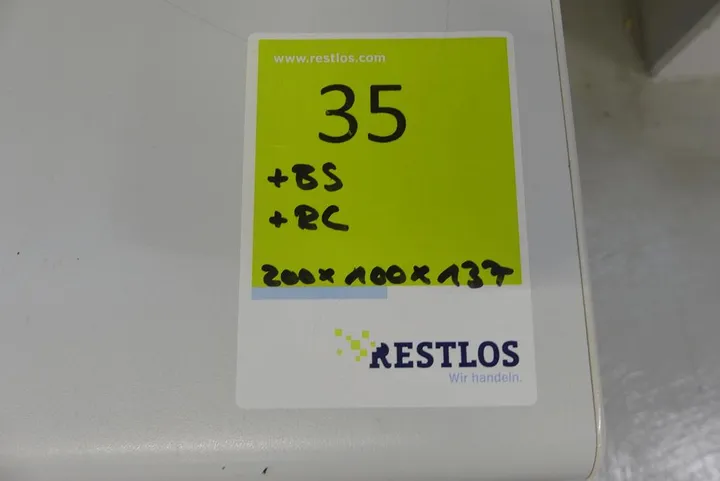 www.restlos.com
35
+BS
+RC
200x100x137
RESTLOS
Wir handeln.